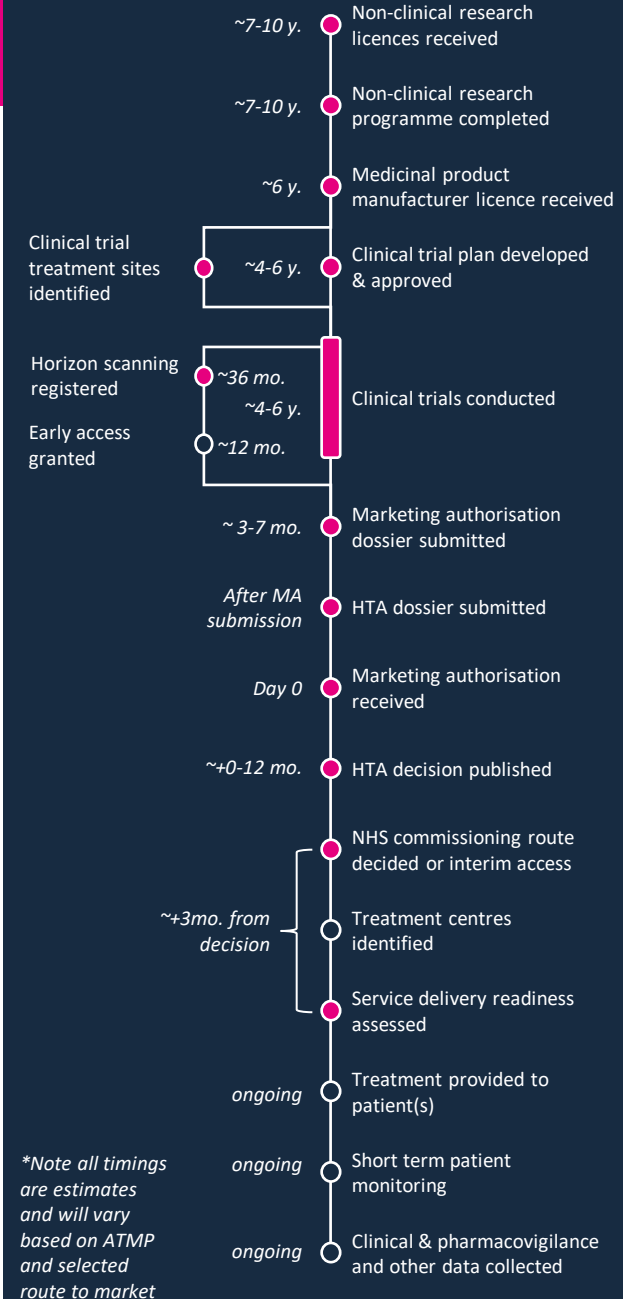 ~7-10 y.
Non-clinical research
licences received
~7-10 y.
Non-clinical research
programme completed
~6 y.
Medicinal product
manufacturer licence received
Clinical trial
treatment sites
identified
~4-6 y.
Clinical trial plan developed
& approved
Horizon scanning
registered
~36 mo.
~4-6 y.
Clinical trials conducted
Early access
granted
~12 mo.
~ 3-7 mo.
Marketing authorisation
dossier submitted
After MA
submission
HTA dossier submitted
Day 0
Marketing authorisation
received
~+0-12 mo.
HTA decision published
NHS commissioning route
decided or interim access
~+3mo. from
decision
Treatment centres
identified
Service delivery readiness
assessed
ongoing
Treatment provided to
patient(s)
ongoing
Short term patient
monitoring
ongoing
Clinical & pharmacovigilance
and other data collected
*Note all timings
are estimates
and will vary
based on ATMP
and selected
route to market